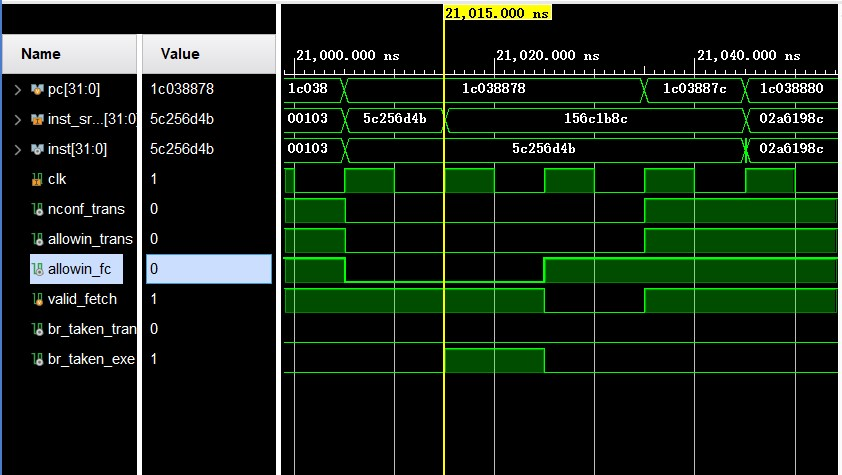 21,015.000 ns
Name Value
21,000.000 ns 21,020.000 ns 21,040.000 ns
pc[31:0] 1c038878 1c038 1c038878 1c03887c 1c038880
inst_sr...[31:0] 5c256d4b 00103 5c256d4b 156c1b8c 02a6198c
inst[31:0] 5c256d4b 00103 5c256d4b 02a6198c
clk 1
nconf_trans 0
allowin_trans 0
allowin_fc 0
valid_fetch 1
br_taken_tran 0
br_taken_exe 1